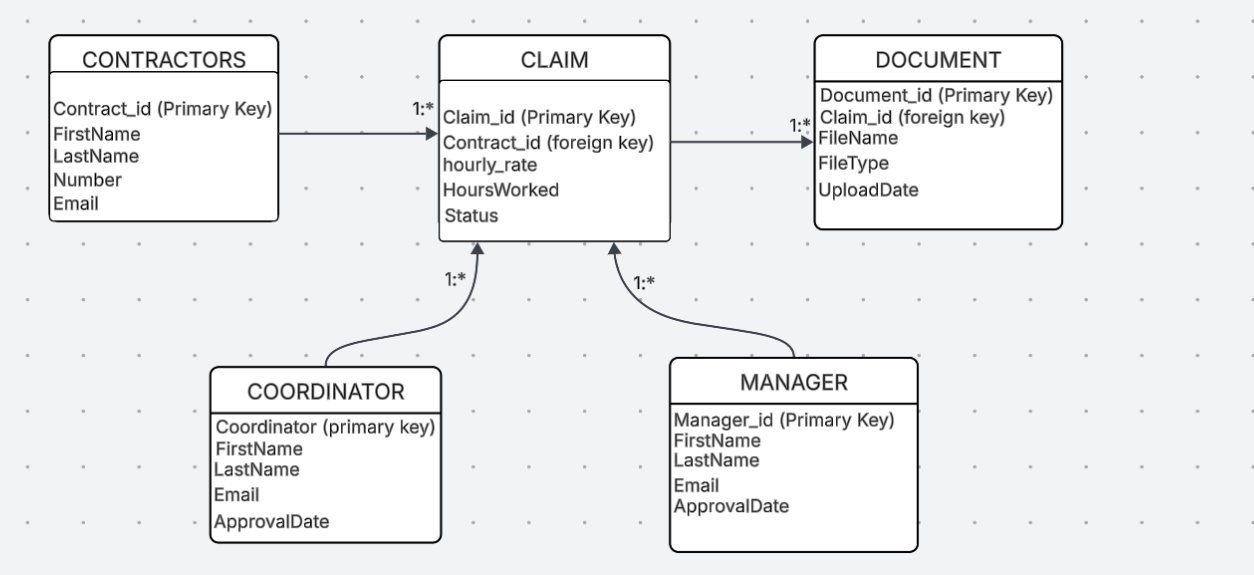 CONTRACTORS
Contract_id (Primary Key)
FirstName
LastName
Number
Email
1:*
CLAIM
Claim_id (Primary Key)
Contract_id (foreign key)
hourly_rate
HoursWorked
Status
1:*
DOCUMENT
Document_id (Primary Key)
Claim_id (foreign key)
FileName
FileType
UploadDate
1:*
1:*
COORDINATOR
Coordinator (primary key)
FirstName
LastName
Email
ApprovalDate
MANAGER
Manager_id (Primary Key)
FirstName
LastName
Email
ApprovalDate